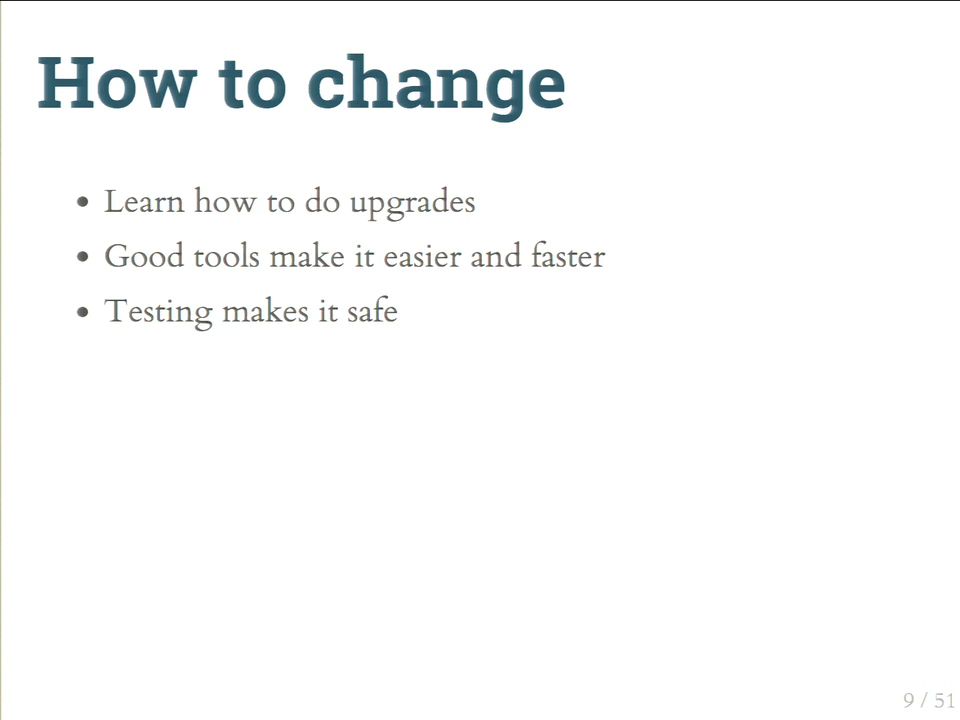 How to change
• Learn how to do upgrades
• Good tools make it easier and faster
• Testing makes it safe
9 / 51